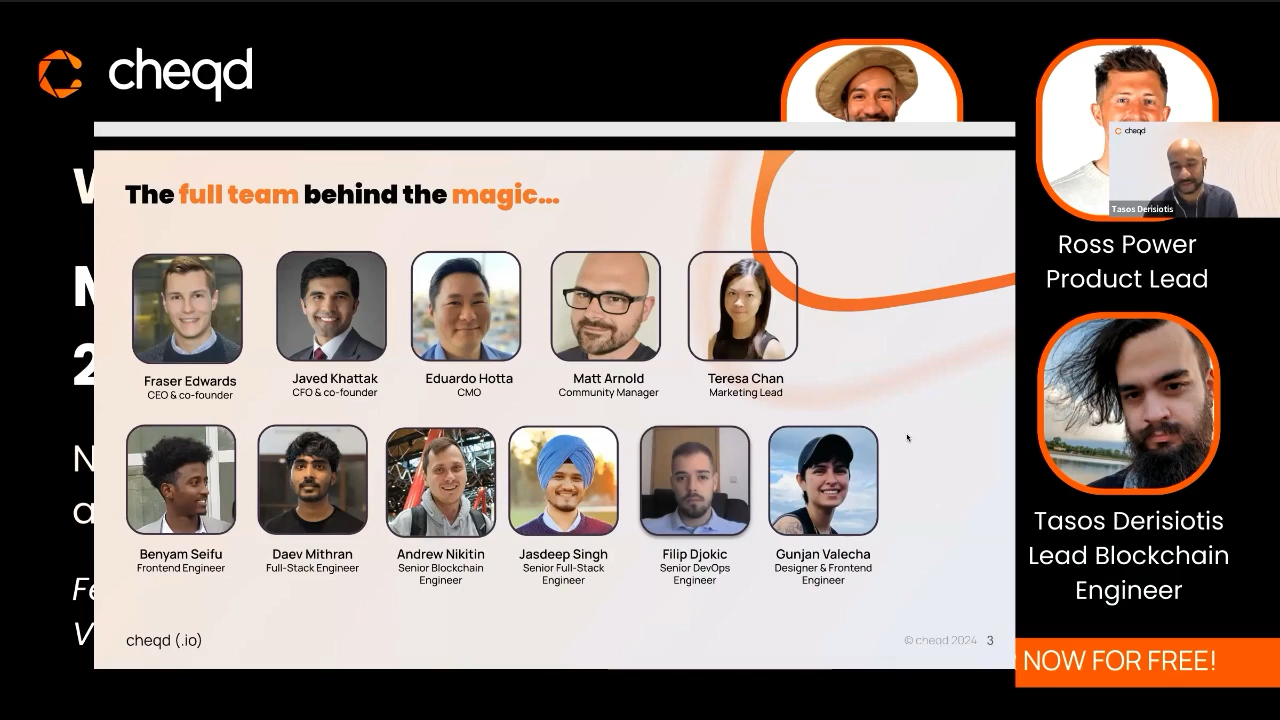 cheqd
The full team behind the magic...
Fraser Edwards
CEO & co-founder
Javed Khattak
CFO & co-founder
Eduardo Hotta
CMO
Matt Arnold
Community Manager
Teresa Chan
Marketing Lead
Benyam Seifu
Frontend Engineer
Daev Mithran
Full-Stack Engineer
Andrew Nikitin
Senior Blockchain
Engineer
Jasdeep Singh
Senior Full-Stack
Engineer
Filip Djokic
Senior DevOps
Engineer
Gunjan Valecha
Designer & Frontend
Engineer
cheqd (.io)
© cheqd 2024 3
cheqd
Tasos Derisiotis
Ross Power
Product Lead
Tasos Derisiotis
Lead Blockchain
Engineer
NOW FOR FREE!